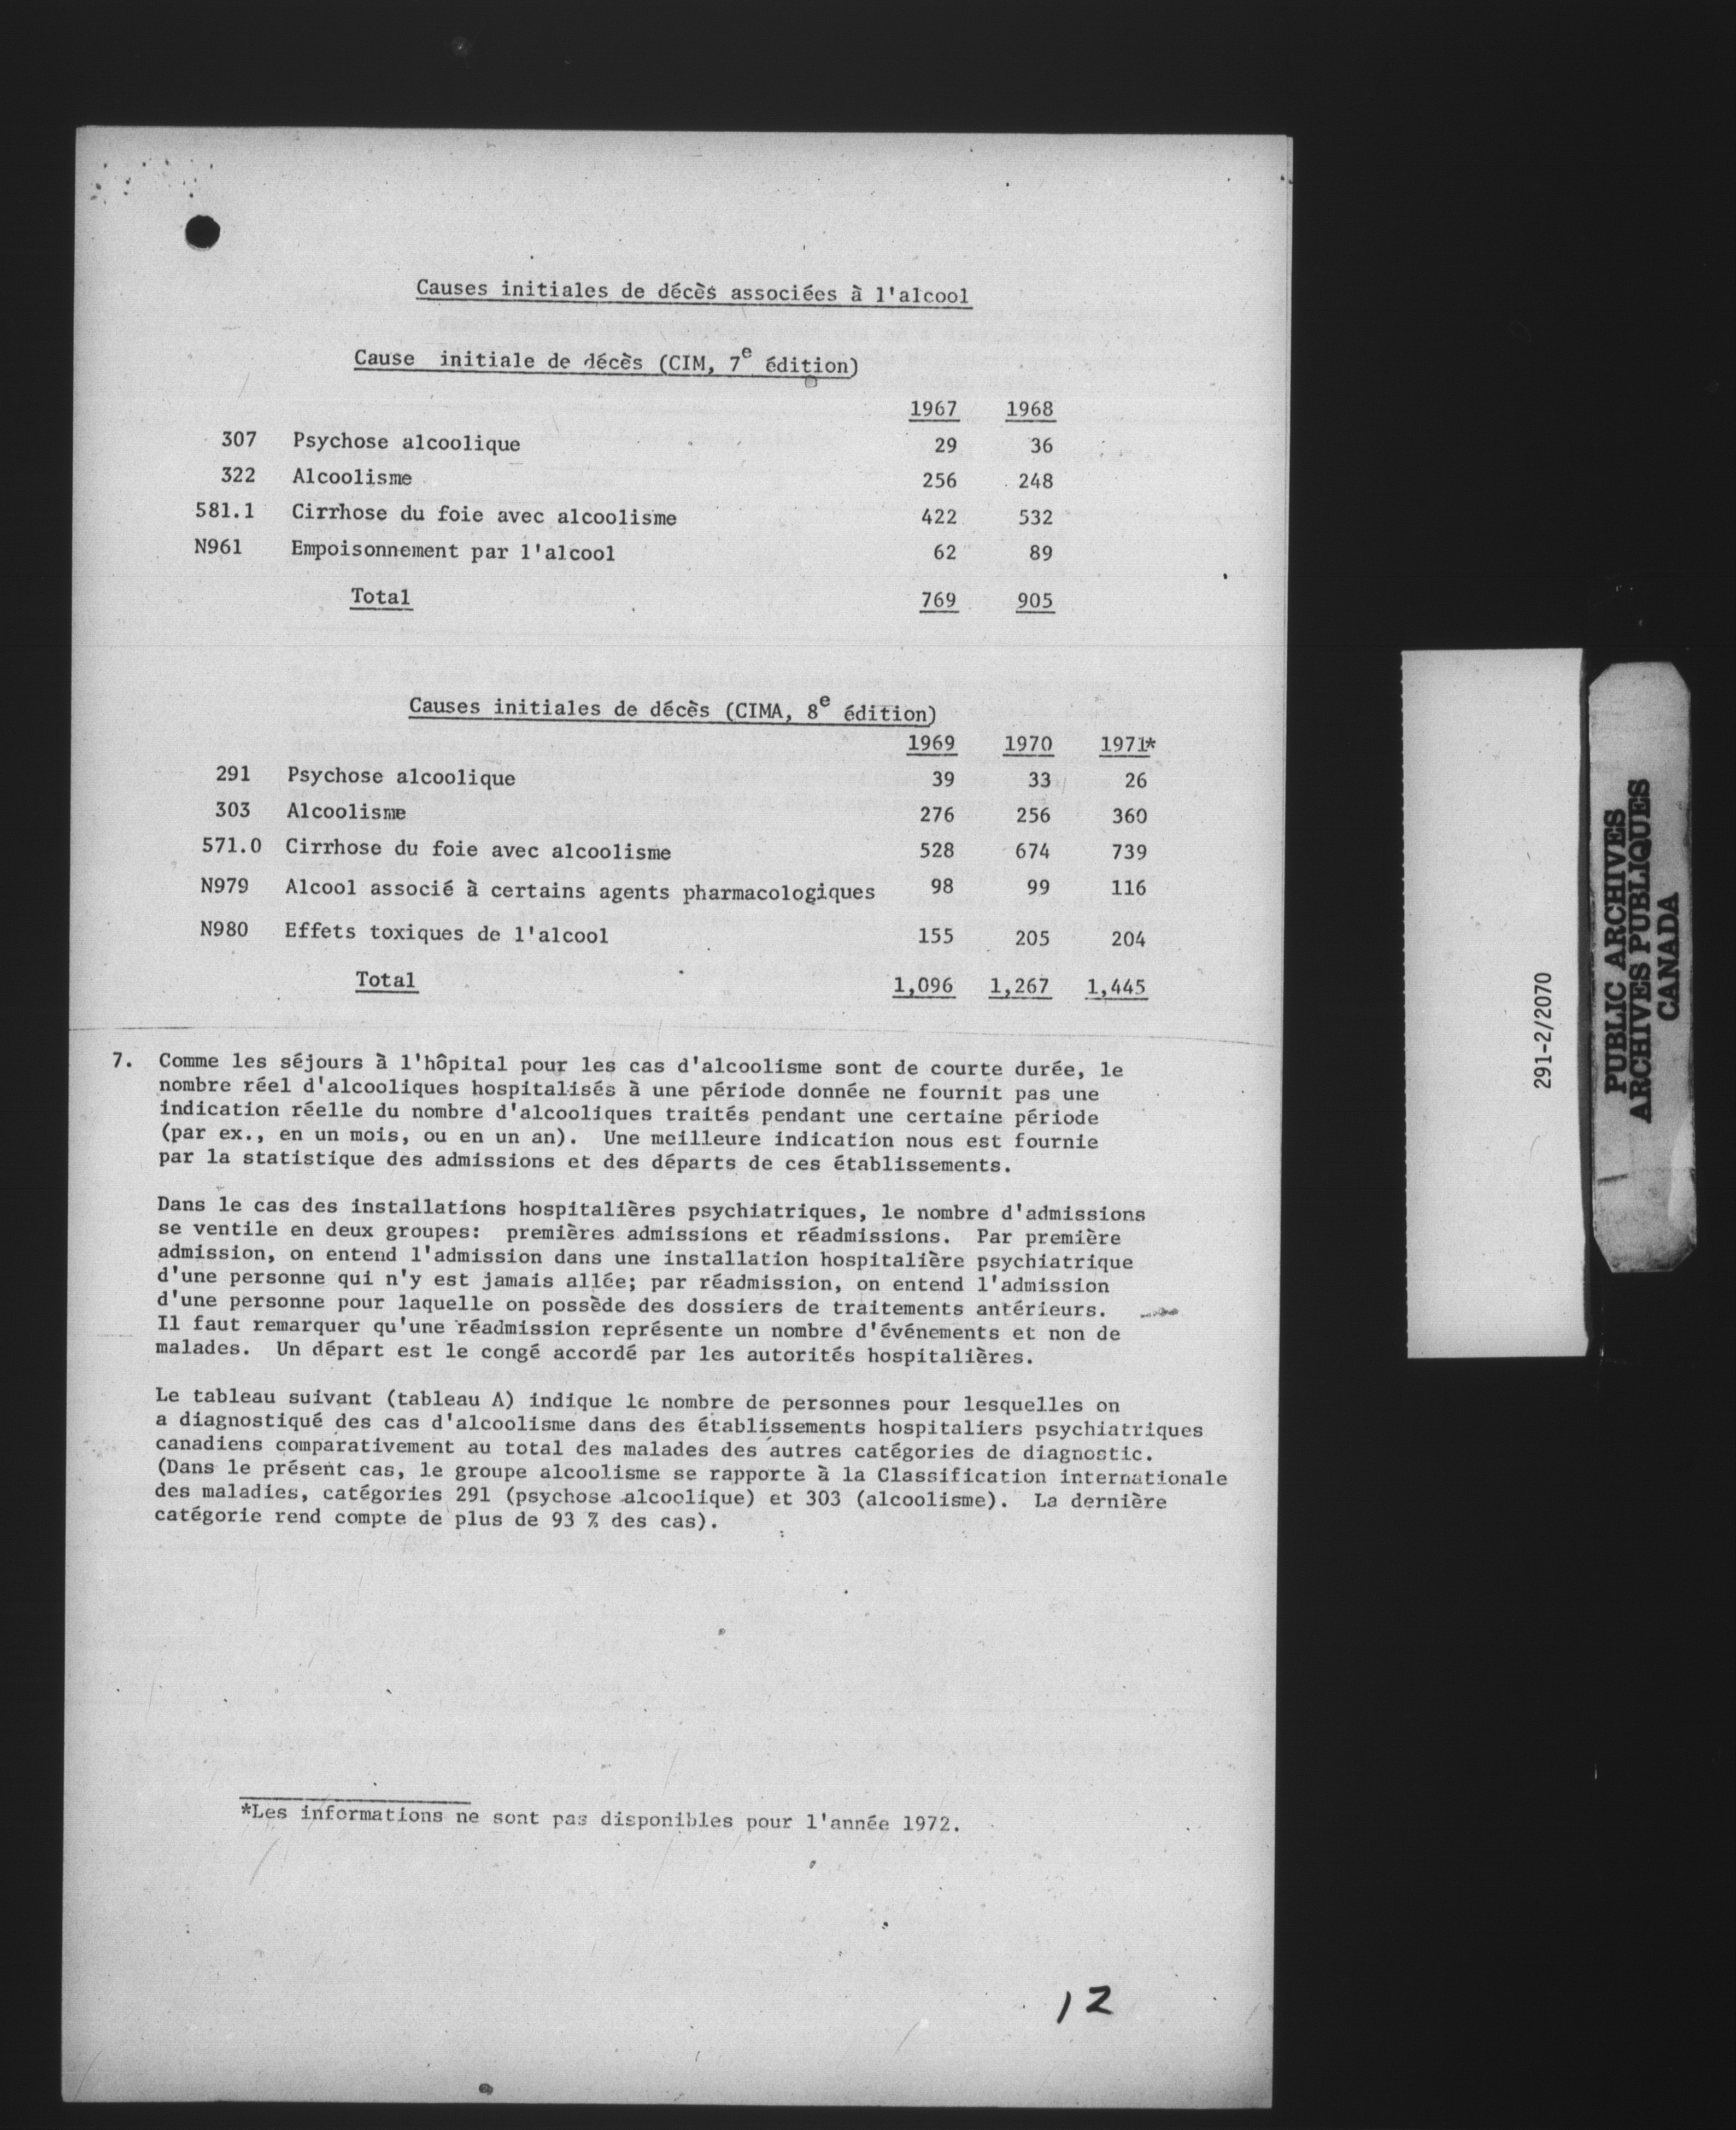 Causes initiales de décès associées à l'alcool
Cause initiale de décès (CIM, 7e édition)
1967 1968
307 Psychose alcoolique 29 36
322 Alcoolisme 256 248
581.1 Cirrhose du foie avec alcoolisme 422 532
N961 Empoisonnement par l'alcool 62 89
Total 769 905
Causes initiales de décès (CIMA, 8e édition)
1969 1970 1971*
291 Psychose alcoolique 39 33 26
303 Alcoolisme 276 256 360
571.0 Cirrhose du foie avec alcoolisme 528 674 739
N979 Alcool associé à certains agents pharmacologiques 98 99 116
N980 Effets toxiques de l'alcool 155 205 204
Total 1,096 1,267 1,445
7. Comme les séjours à l'hôpital pour les cas d'alcoolisme sont de courte durée, le
nombre réel d'alcooliques hospitalisés à une période donnée ne fournit pas une
indication réelle du nombre d'alcooliques traités pendant une certaine période
(par ex., en un mois, ou en un an). Une meilleure indication nous est fournie
par la statistique des admissions et des départs de ces établissements.
Dans le cas des installations hospitalières psychiatriques, le nombre d'admissions
se ventile en deux groupes: premières admissions et réadmissions. Par première
admission, on entend l'admission dans une installation hospitalière psychiatrique
d'une personne qui n'y est jamais allée; par réadmission, on entend l'admission
d'une personne pour laquelle on possède des dossiers de traitements antérieurs.
Il faut remarquer qu'une réadmission représente un nombre d'événements et non de
malades. Un départ est le congé accordé par les autorités hospitalières.
Le tableau suivant (tableau A) indique le nombre de personnes pour lesquelles on
a diagnostiqué des cas d'alcoolisme dans des établissements hospitaliers psychiatriques
canadiens comparativement au total des malades des autres catégories de diagnostic.
(Dans le présent cas, le groupe alcoolisme se rapporte à la Classification internationale
des maladies, catégories 291 (psychose alcoolique) et 303 (alcoolisme). La dernière
catégorie rend compte de plus de 93 % des cas).
*Les informations ne sont pas disponibles pour l'année 1972.
12
291-2/2070
PUBLIC ARCHIVES
ARCHIVES PUBLIQUES
CANADA